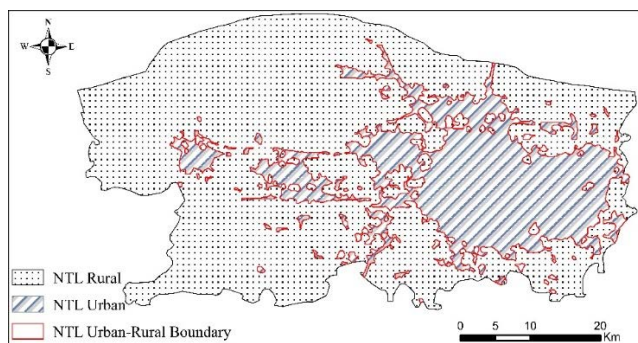 N
W E
S
NTL Rural
NTL Urban
NTL Urban-Rural Boundary
0 5 10 20
Km